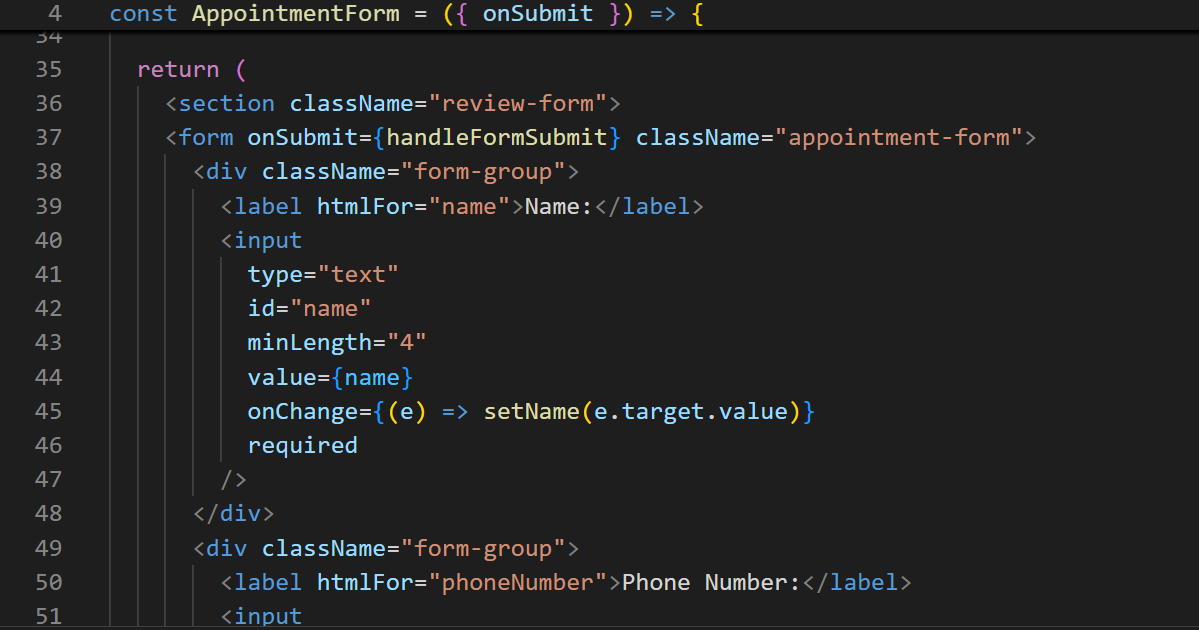 4 const AppointmentForm = ({ onSubmit }) => {
34
35 return (
36 <section className="review-form">
37 <form onSubmit={handleFormSubmit} className="appointment-form">
38 <div className="form-group">
39 <label htmlFor="name">Name:</label>
40 <input
41 type="text"
42 id="name"
43 minLength="4"
44 value={name}
45 onChange={(e) => setName(e.target.value)}
46 required
47 />
48 </div>
49 <div className="form-group">
50 <label htmlFor="phoneNumber">Phone Number:</label>
51 <input